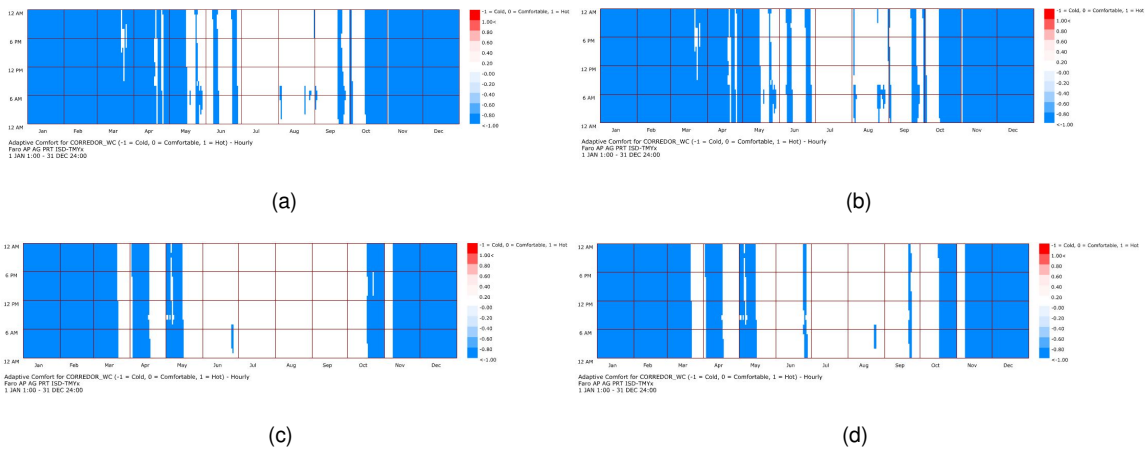 12 AM
6 PM
12 PM
6 AM
12 AM
Jan Feb Mar Apr May Jun Jul Aug Sep Oct Nov Dec
-1 = Cold, 0 = Comfortable, 1 = Hot
1.00<
0.80
0.60
0.40
0.20
-0.00
-0.20
-0.40
-0.60
-0.80
<-1.00
Adaptive Comfort for CORREDOR_WC (-1 = Cold, 0 = Comfortable, 1 = Hot) - Hourly
Faro AP AG PRT ISD-TMYx
1 JAN 1:00 - 31 DEC 24:00
(a)
12 AM
6 PM
12 PM
6 AM
12 AM
Jan Feb Mar Apr May Jun Jul Aug Sep Oct Nov Dec
-1 = Cold, 0 = Comfortable, 1 = Hot
1.00<
0.80
0.60
0.40
0.20
-0.00
-0.20
-0.40
-0.60
-0.80
<-1.00
Adaptive Comfort for CORREDOR_WC (-1 = Cold, 0 = Comfortable, 1 = Hot) - Hourly
Faro AP AG PRT ISD-TMYx
1 JAN 1:00 - 31 DEC 24:00
(b)
12 AM
6 PM
12 PM
6 AM
12 AM
Jan Feb Mar Apr May Jun Jul Aug Sep Oct Nov Dec
-1 = Cold, 0 = Comfortable, 1 = Hot
1.00<
0.80
0.60
0.40
0.20
-0.00
-0.20
-0.40
-0.60
-0.80
<-1.00
Adaptive Comfort for CORREDOR_WC (-1 = Cold, 0 = Comfortable, 1 = Hot) - Hourly
Faro AP AG PRT ISD-TMYx
1 JAN 1:00 - 31 DEC 24:00
(c)
12 AM
6 PM
12 PM
6 AM
12 AM
Jan Feb Mar Apr May Jun Jul Aug Sep Oct Nov Dec
-1 = Cold, 0 = Comfortable, 1 = Hot
1.00<
0.80
0.60
0.40
0.20
-0.00
-0.20
-0.40
-0.60
-0.80
<-1.00
Adaptive Comfort for CORREDOR_WC (-1 = Cold, 0 = Comfortable, 1 = Hot) - Hourly
Faro AP AG PRT ISD-TMYx
1 JAN 1:00 - 31 DEC 24:00
(d)